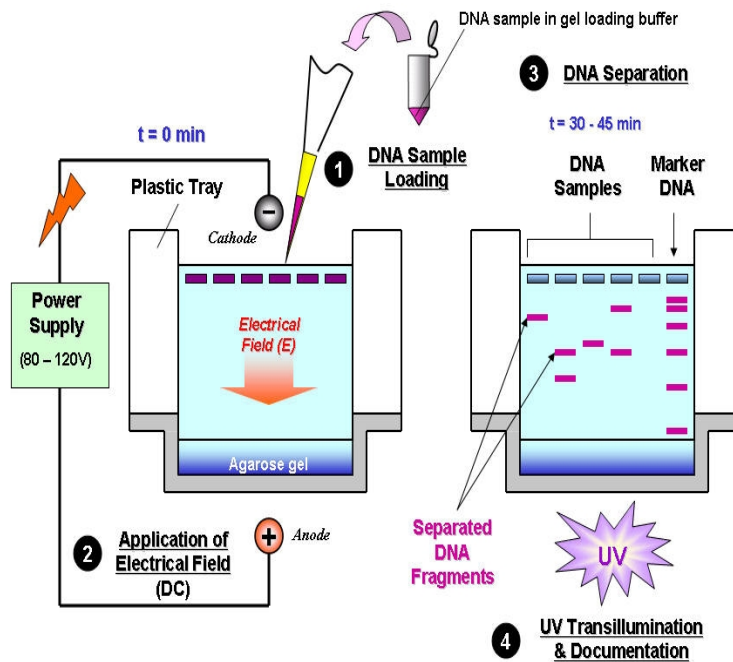 DNA sample in gel loading buffer
t = 0 min
1
DNA Sample
Loading
Plastic Tray
−
Cathode
Power
Supply
(80 – 120V)
Electrical
Field (E)
Agarose gel
2
Application of
Electrical Field
(DC)
+
Anode
3
DNA Separation
t = 30 - 45 min
DNA
Samples
Marker
DNA
Separated
DNA
Fragments
UV
4
UV Transillumination
& Documentation